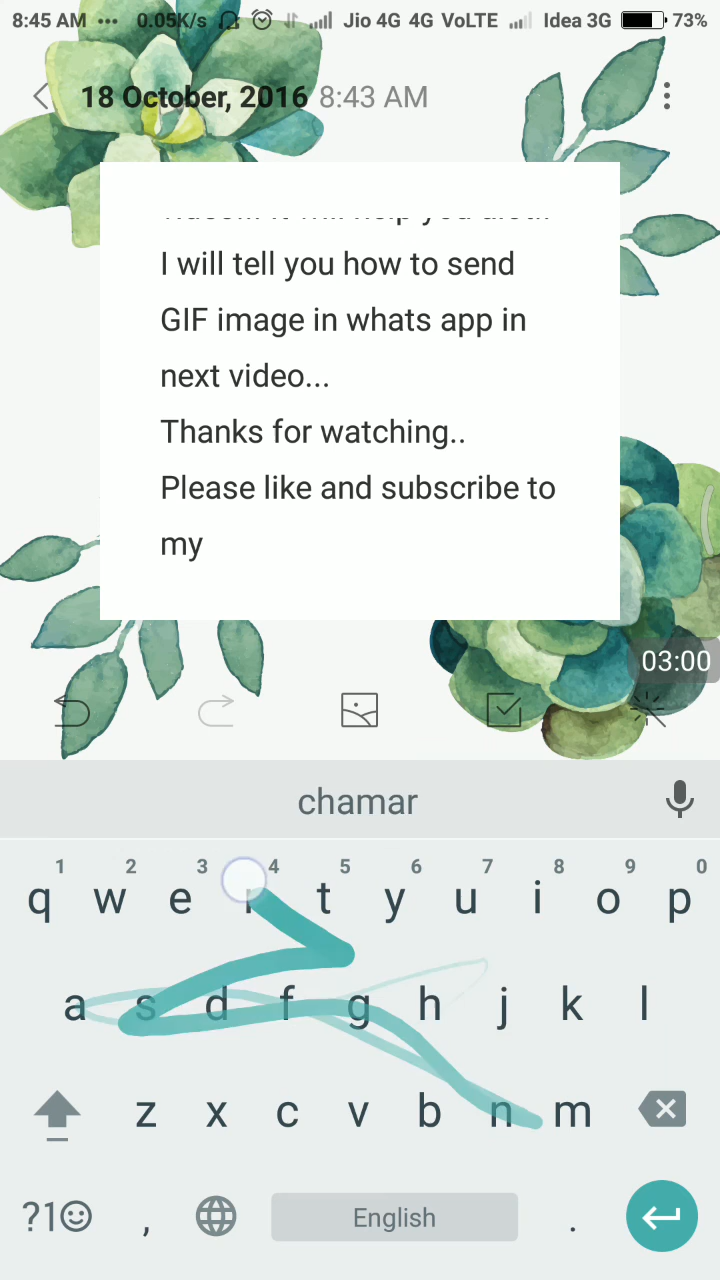 8:45 AM ... 0.05K/s Jio 4G 4G VoLTE Idea 3G 73%
18 October, 2016 8:43 AM
I will tell you how to send
GIF image in whats app in
next video...
Thanks for watching..
Please like and subscribe to
my
03:00
chamar
1 2 3 4 5 6 7 8 9 0
q w e r t y u i o p
a s d f g h j k l
z x c v b n m
?1☺ , English .